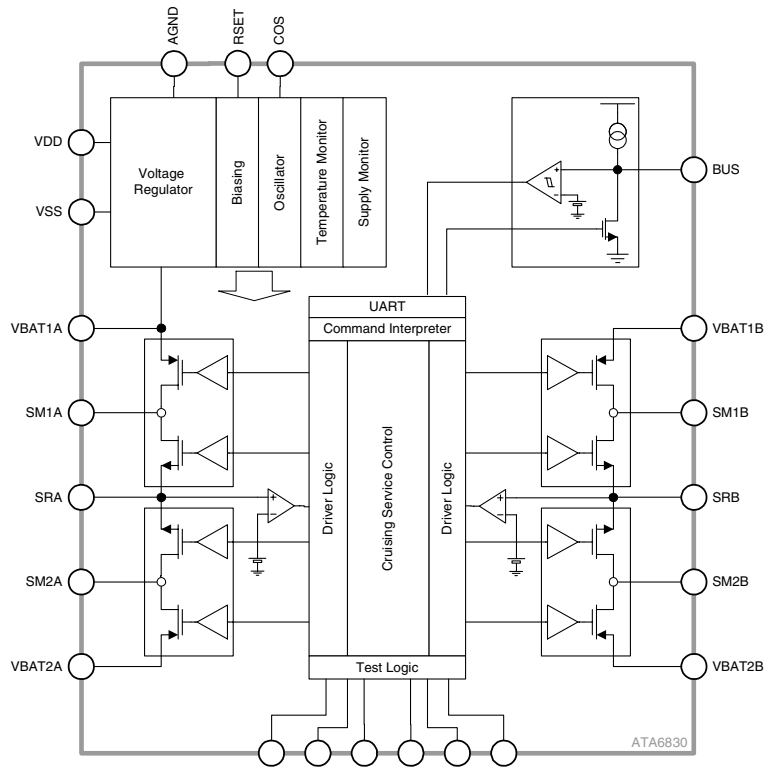 AGND
RSET
COS
VDD
VSS
Voltage
Regulator
Biasing
Oscillator
Temperature Monitor
Supply Monitor
+
-
BUS
UART
Command Interpreter
VBAT1A
VBAT1B
SM1A
SM1B
SRA
SRB
+
-
+
-
Driver Logic
Cruising Service Control
Driver Logic
SM2A
SM2B
VBAT2A
VBAT2B
Test Logic
ATA6830